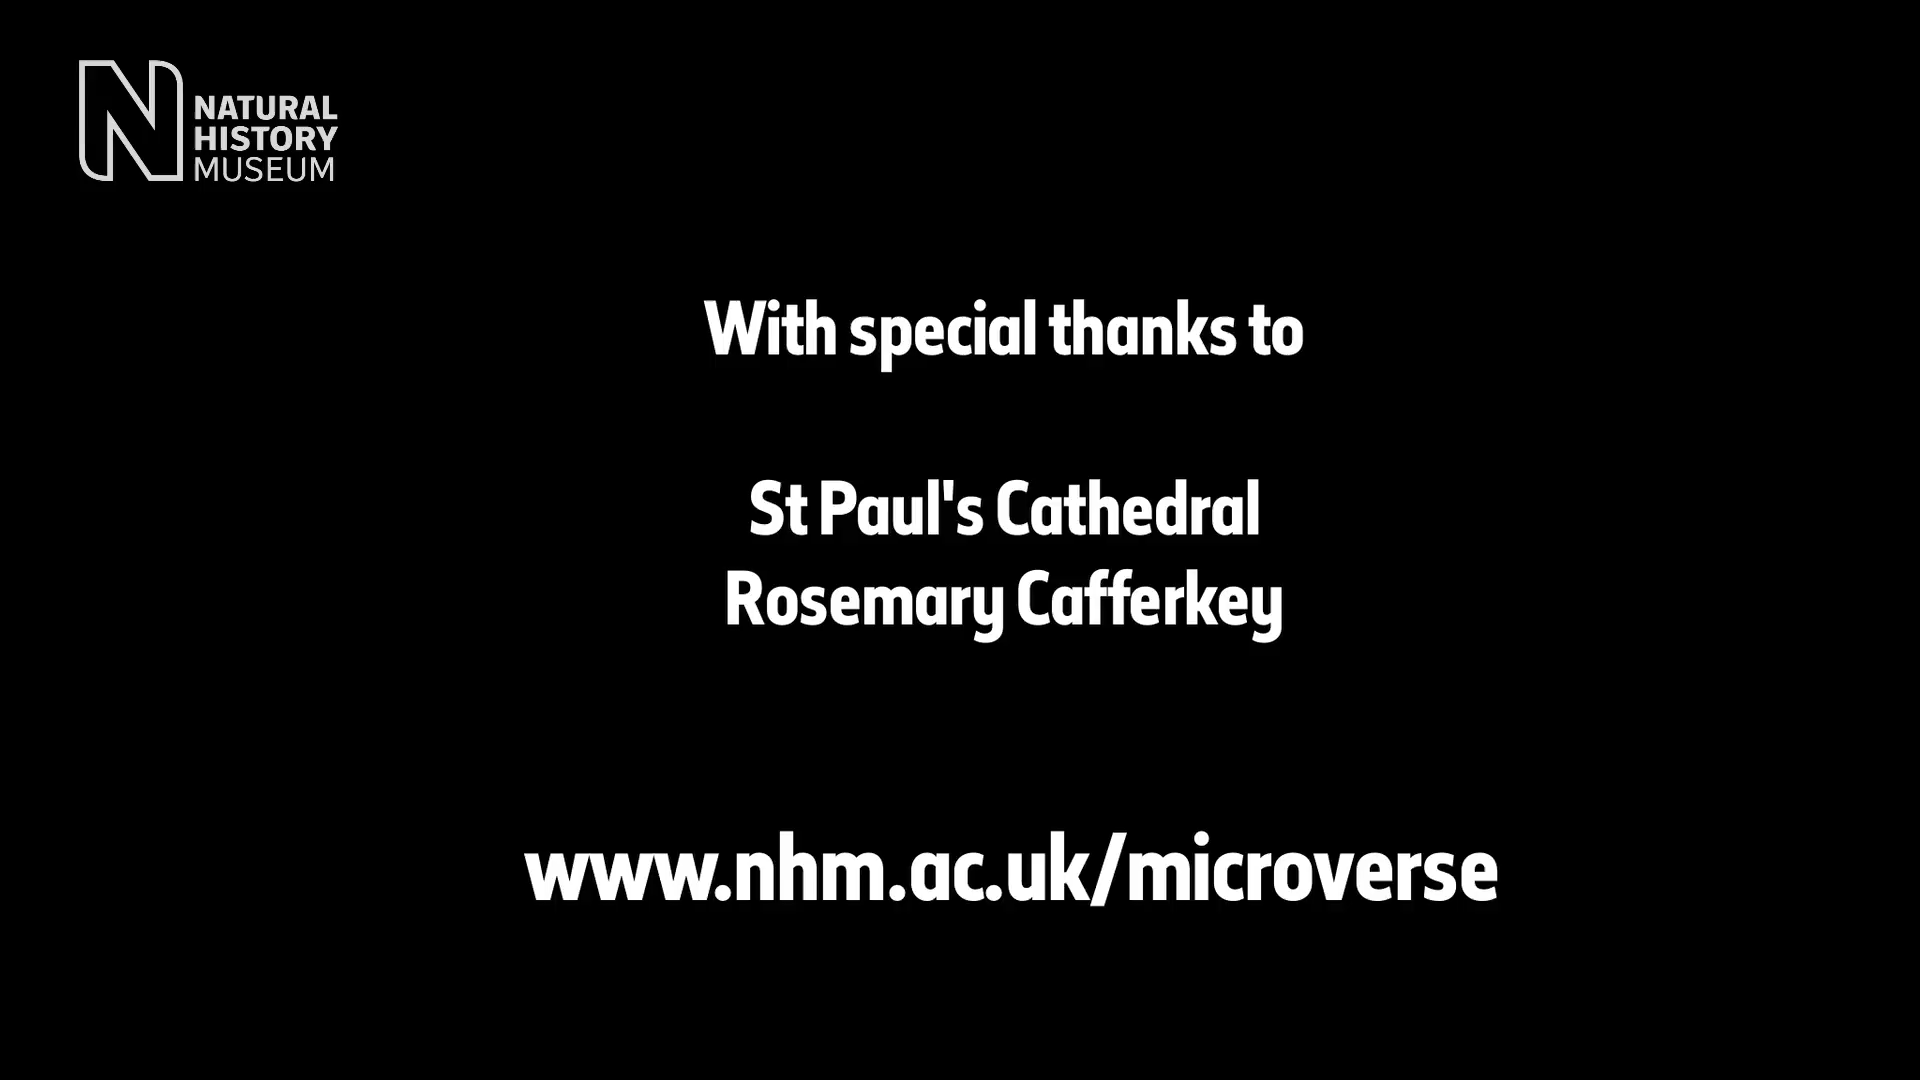 NATURAL
HISTORY
MUSEUM
With special thanks to
St Paul's Cathedral
Rosemary Cafferkey
www.nhm.ac.uk/microverse